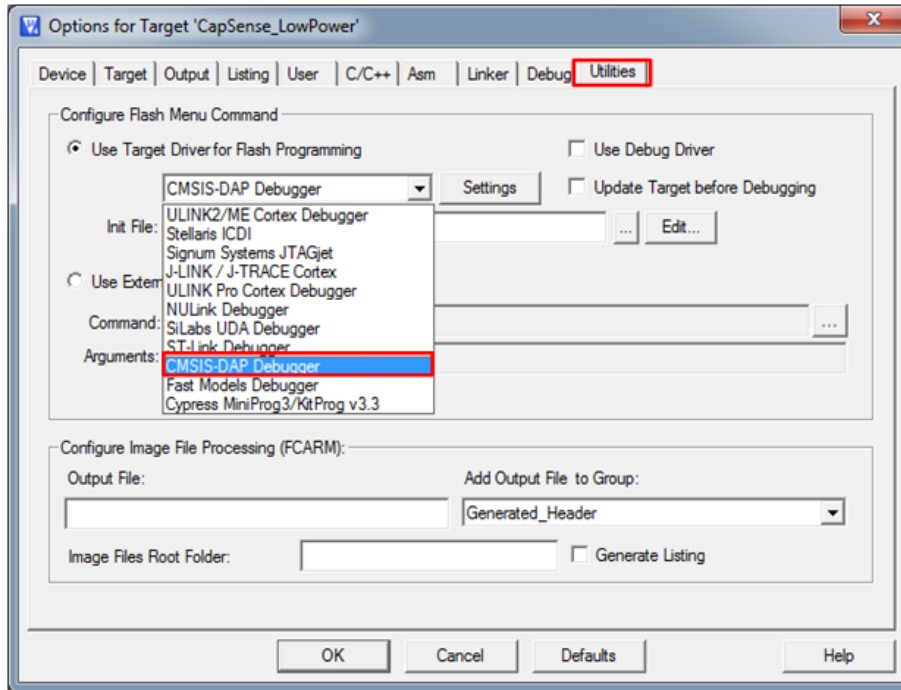 Options for Target 'CapSense_LowPower'
Device Target Output Listing User C/C++ Asm Linker Debug Utilities
Configure Flash Menu Command
Use Target Driver for Flash Programming Use Debug Driver
CMSIS-DAP Debugger Settings Update Target before Debugging
ULINK2/ME Cortex Debugger
Init File: ... Edit...
Stellaris ICDI
Signum Systems JTAGjet
J-LINK / J-TRACE Cortex
Use Extern
ULINK Pro Cortex Debugger
NULink Debugger
Command: ...
SiLabs UDA Debugger
ST-Link Debugger
Arguments:
CMSIS-DAP Debugger
Fast Models Debugger
Cypress MiniProg3/KitProg v3.3
Configure Image File Processing (FCARM):
Output File: Add Output File to Group:
Generated_Header
Image Files Root Folder: Generate Listing
OK Cancel Defaults Help